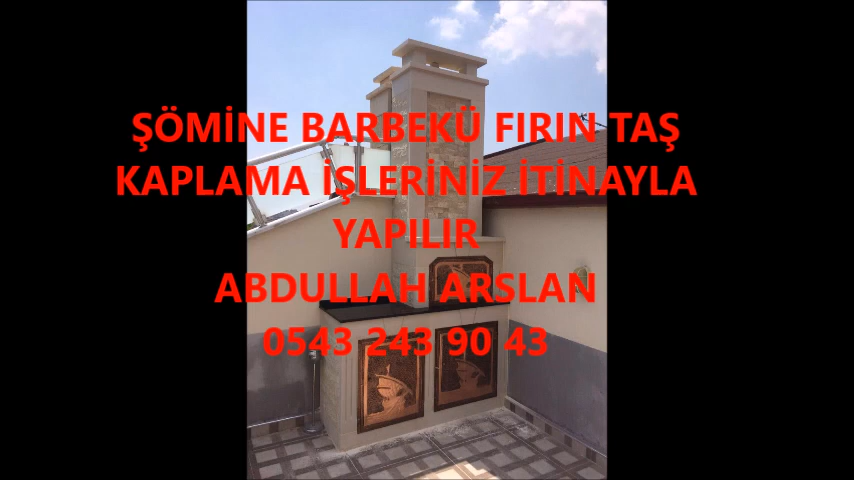 ŞÖMİNE BARBEKÜ FIRIN TAŞ
KAPLAMA İŞLERİNİZ İTİNAYLA
YAPILIR
ABDULLAH ARSLAN
0543 243 90 43